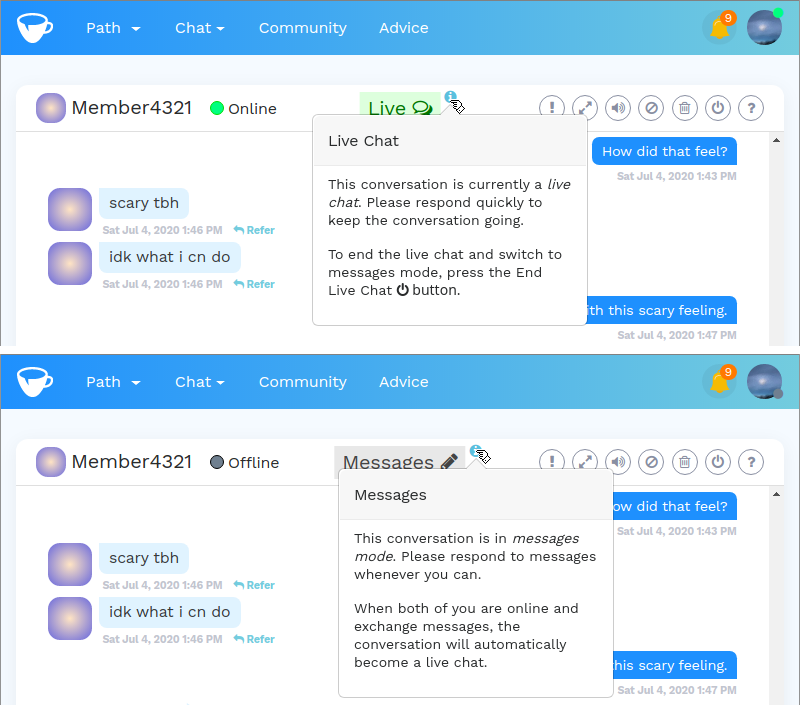 Path Chat Community Advice 9
Member4321 Online Live
Live Chat
This conversation is currently a live
chat. Please respond quickly to
keep the conversation going.
To end the live chat and switch to
messages mode, press the End
Live Chat button.
How did that feel?
Sat Jul 4, 2020 1:43 PM
scary tbh
Sat Jul 4, 2020 1:46 PM Refer
idk what i cn do
Sat Jul 4, 2020 1:46 PM Refer
this scary feeling.
Sat Jul 4, 2020 1:47 PM
Path Chat Community Advice 9
Member4321 Offline Messages
Messages
This conversation is in messages
mode. Please respond to messages
whenever you can.
When both of you are online and
exchange messages, the
conversation will automatically
become a live chat.
did that feel?
Sat Jul 4, 2020 1:43 PM
scary tbh
Sat Jul 4, 2020 1:46 PM Refer
idk what i cn do
Sat Jul 4, 2020 1:46 PM Refer
this scary feeling.
Sat Jul 4, 2020 1:47 PM